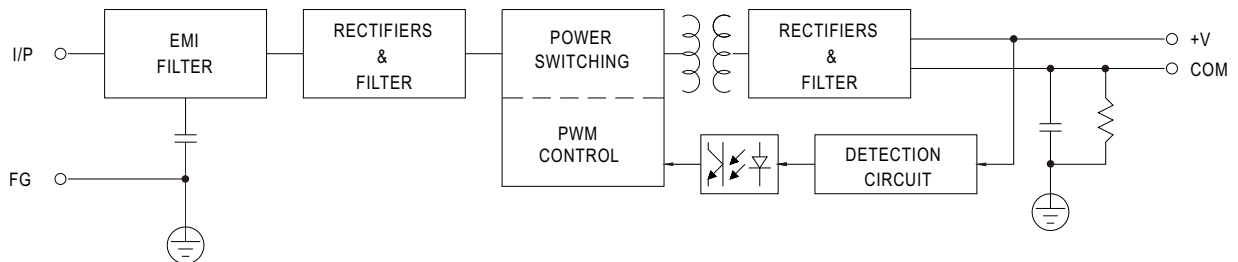 I/P
EMI
FILTER
RECTIFIERS
&
FILTER
POWER
SWITCHING
RECTIFIERS
&
FILTER
+V
COM
PWM
CONTROL
DETECTION
CIRCUIT
FG